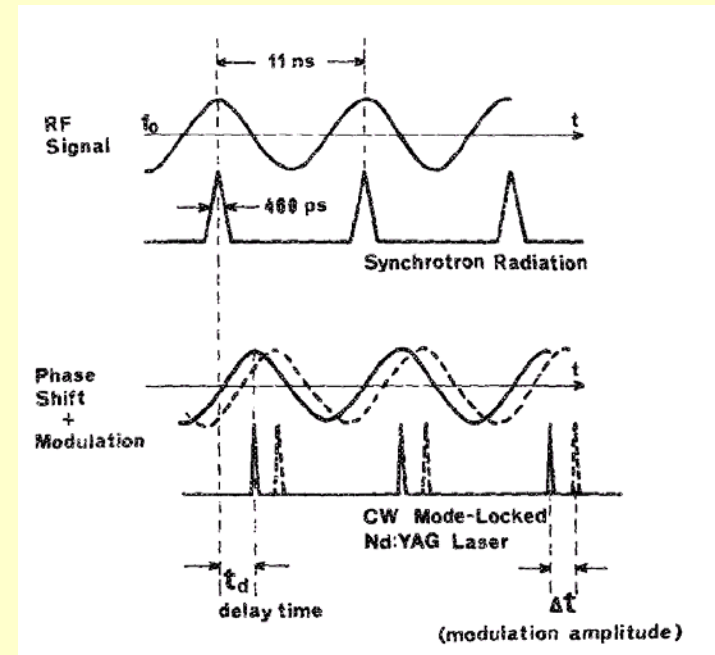 11 ns
RF
Signal
fo
t
460 ps
Synchrotron Radiation
Phase
Shift
+
Modulation
t
CW Mode-Locked
Nd:YAG Laser
td
delay time
Δt
(modulation amplitude)